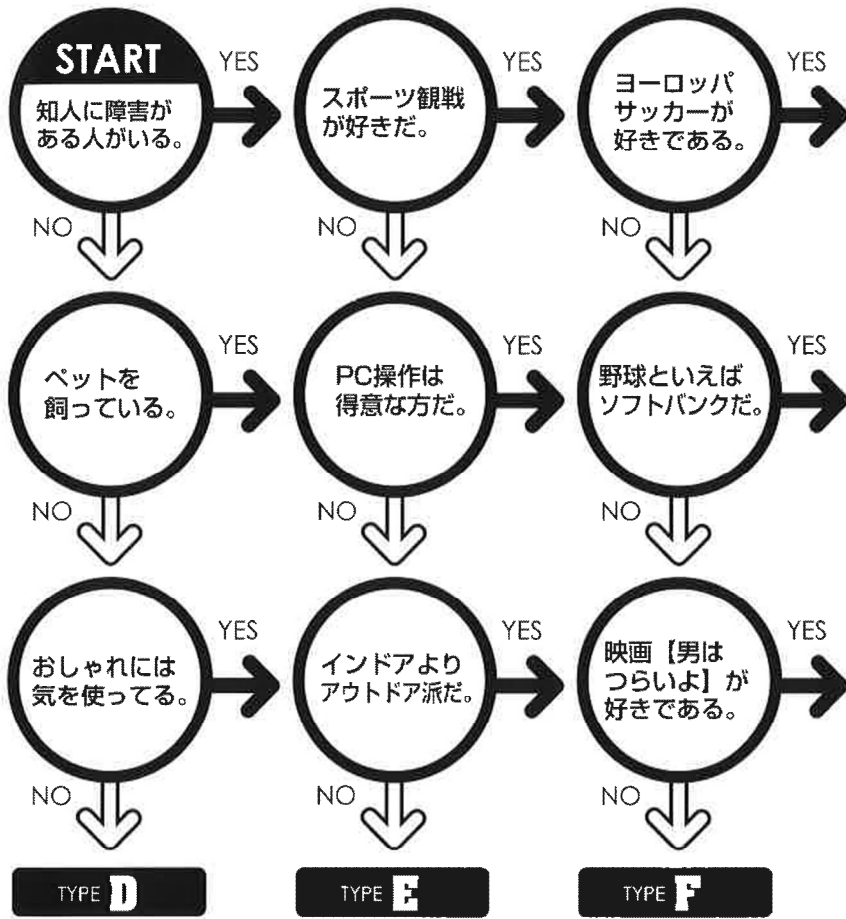 START
知人に障害が
ある人がいる。
YES
スポーツ観戦
が好きだ。
YES
ヨーロッパ
サッカーが
好きである。
YES
NO
NO
NO
ペットを
飼っている。
YES
PC操作は
得意な方だ。
YES
野球といえば
ソフトバンクだ。
YES
NO
NO
NO
おしゃれには
気を使ってる。
YES
インドアより
アウトドア派だ。
YES
映画【男は
つらいよ】が
好きである。
YES
NO
NO
NO
TYPE D
TYPE E
TYPE F